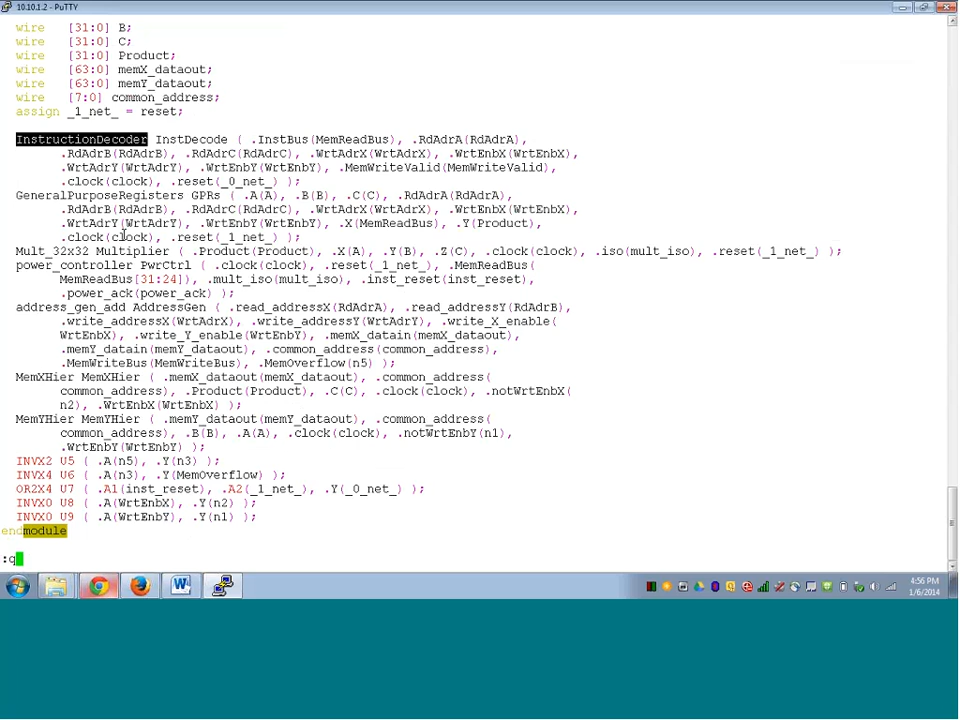 10.10.1.2 - PuTTY
wire [31:0] B;
wire [31:0] C;
wire [31:0] Product;
wire [63:0] memX_dataout;
wire [63:0] memY_dataout;
wire [7:0] common_address;
assign _1_net_ = reset;
InstructionDecoder InstDecode ( .InstBus(MemReadBus), .RdAdrA(RdAdrA),
.RdAdrB(RdAdrB), .RdAdrC(RdAdrC), .WrtAdrX(WrtAdrX), .WrtEnbX(WrtEnbX),
.WrtAdrY(WrtAdrY), .WrtEnbY(WrtEnbY), .MemWriteValid(MemWriteValid),
.clock(clock), .reset(_0_net_) );
GeneralPurposeRegisters GPRs ( .A(A), .B(B), .C(C), .RdAdrA(RdAdrA),
.RdAdrB(RdAdrB), .RdAdrC(RdAdrC), .WrtAdrX(WrtAdrX), .WrtEnbX(WrtEnbX),
.WrtAdrY(WrtAdrY), .WrtEnbY(WrtEnbY), .X(MemReadBus), .Y(Product),
.clock(clock), .reset(_1_net_) );
Mult_32x32 Multiplier ( .Product(Product), .X(A), .Y(B), .Z(C), .clock(clock), .iso(mult_iso), .reset(_1_net_) );
power_controller PwrCtrl ( .clock(clock), .reset(_1_net_), .MemReadBus(
MemReadBus[31:24]), .mult_iso(mult_iso), .inst_reset(inst_reset),
.power_ack(power_ack) );
address_gen_add AddressGen ( .read_addressX(RdAdrA), .read_addressY(RdAdrB),
.write_addressX(WrtAdrX), .write_addressY(WrtAdrY), .write_X_enable(
WrtEnbX), .write_Y_enable(WrtEnbY), .memX_datain(memX_dataout),
.memY_datain(memY_dataout), .common_address(common_address),
.MemWriteBus(MemWriteBus), .MemOverflow(n5) );
MemXHier MemXHier ( .memX_dataout(memX_dataout), .common_address(
common_address), .Product(Product), .C(C), .clock(clock), .notWrtEnbX(
n2), .WrtEnbX(WrtEnbX) );
MemYHier MemYHier ( .memY_dataout(memY_dataout), .common_address(
common_address), .B(B), .A(A), .clock(clock), .notWrtEnbY(n1),
.WrtEnbY(WrtEnbY) );
INVX2 U5 ( .A(n5), .Y(n3) );
INVX4 U6 ( .A(n3), .Y(MemOverflow) );
OR2X4 U7 ( .A1(inst_reset), .A2(_1_net_), .Y(_0_net_) );
INVX0 U8 ( .A(WrtEnbX), .Y(n2) );
INVX0 U9 ( .A(WrtEnbY), .Y(n1) );
endmodule
:q
4:56 PM
1/6/2014